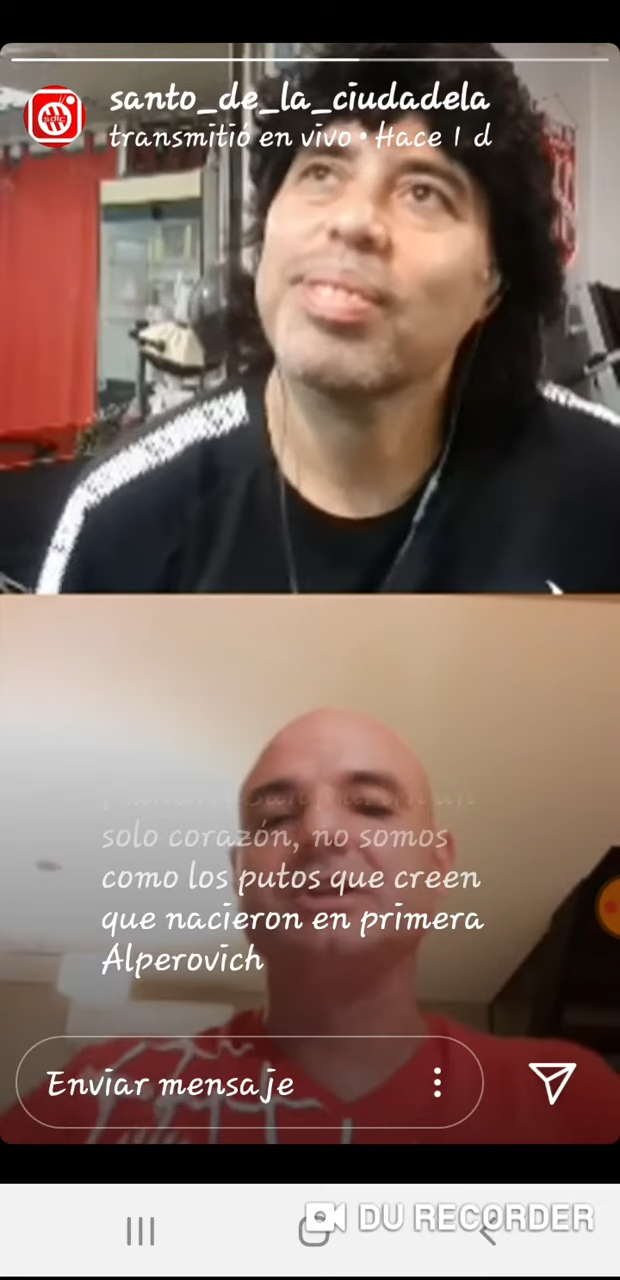 santo_de_la_ciudadela
transmitió en vivo • Hace 1 d
sdlc
solo corazón, no somos
como los putos que creen
que nacieron en primera
Alperovich
Enviar mensaje
DU RECORDER